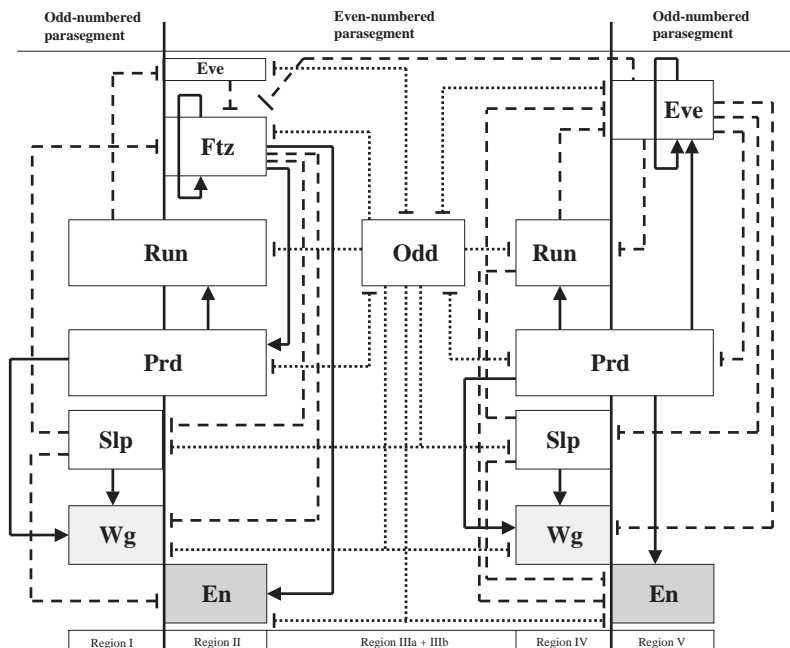 Odd-numbered
parasegment
Even-numbered
parasegment
Odd-numbered
parasegment
Eve
Eve
Ftz
Run
Odd
Run
Prd
Prd
Slp
Slp
Wg
Wg
En
En
Region I
Region II
Region IIIa + IIIb
Region IV
Region V